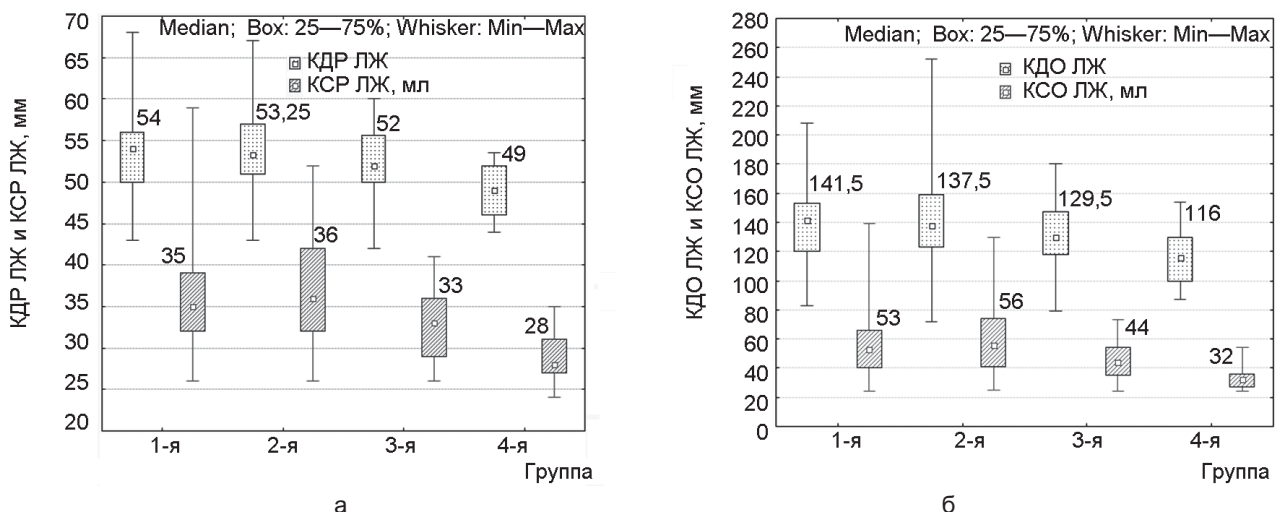 Median; Box: 25—75%; Whisker: Min—Max
КДР ЛЖ
КСР ЛЖ, мл
КДР ЛЖ и КСР ЛЖ, мм
70
65
60
55
50
45
40
35
30
25
20
54
53,25
52
49
35
36
33
28
1-я
2-я
3-я
4-я
Группа
а
Median; Box: 25—75%; Whisker: Min—Max
КДО ЛЖ
КСО ЛЖ, мл
КДО ЛЖ и КСО ЛЖ, мм
280
260
240
220
200
180
160
140
120
100
80
60
40
20
0
141,5
137,5
129,5
116
53
56
44
32
1-я
2-я
3-я
4-я
Группа
б